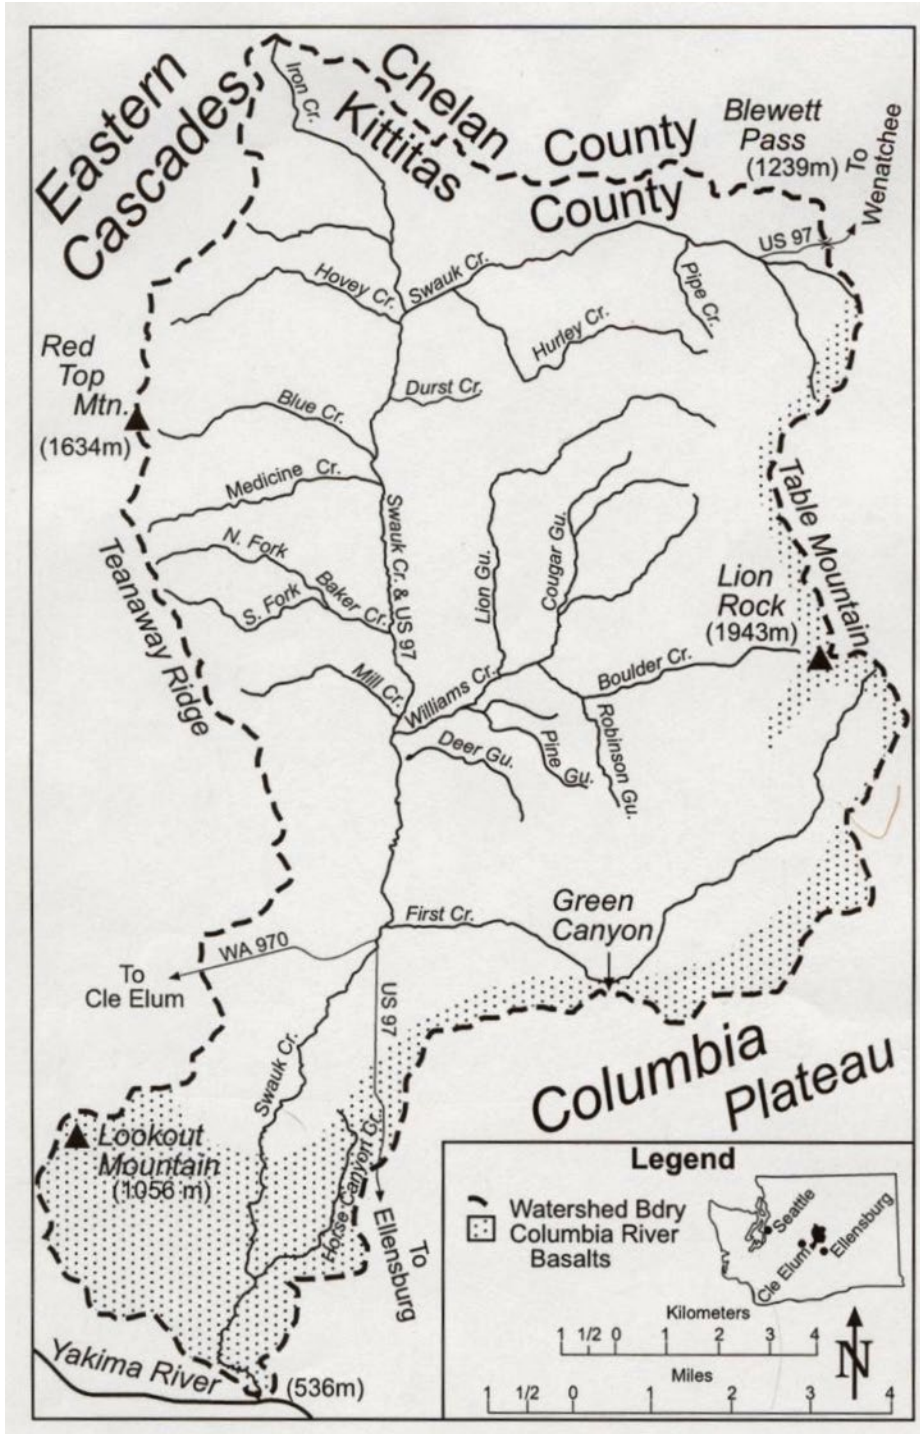 Eastern
Cascades
Iron Cr.
Chelan
County
Kittitas
County
Blewett
Pass
(1239m)
To
Wenatchee
US 97
Hovey Cr.
Swauk Cr.
Pipe Cr.
Hurley Cr.
Red
Top
Mtn.
(1634m)
Durst Cr.
Blue Cr.
Medicine Cr.
Swauk Cr. & US 97
Table Mountain
N. Fork
S. Fork
Baker Cr.
Lion Gu.
Cougar Gu.
Lion
Rock
(1943m)
Teanaway Ridge
Mill Cr.
Williams Cr.
Boulder Cr.
Deer Gu.
Pine
Gu.
Robinson Gu.
First Cr.
Green
Canyon
WA 970
To
Cle Elum
US 97
Swauk Cr.
Columbia
Plateau
Lookout
Mountain
(1056 m)
Horse Canyon Cr.
To
Ellensburg
Yakima River
(536m)
Legend
Watershed Bdry
Columbia River
Basalts
Seattle
Cle Elum
Ellensburg
Kilometers
1 1/2 0 1 2 3 4
N
Miles
1 1/2 0 1 2 3 4